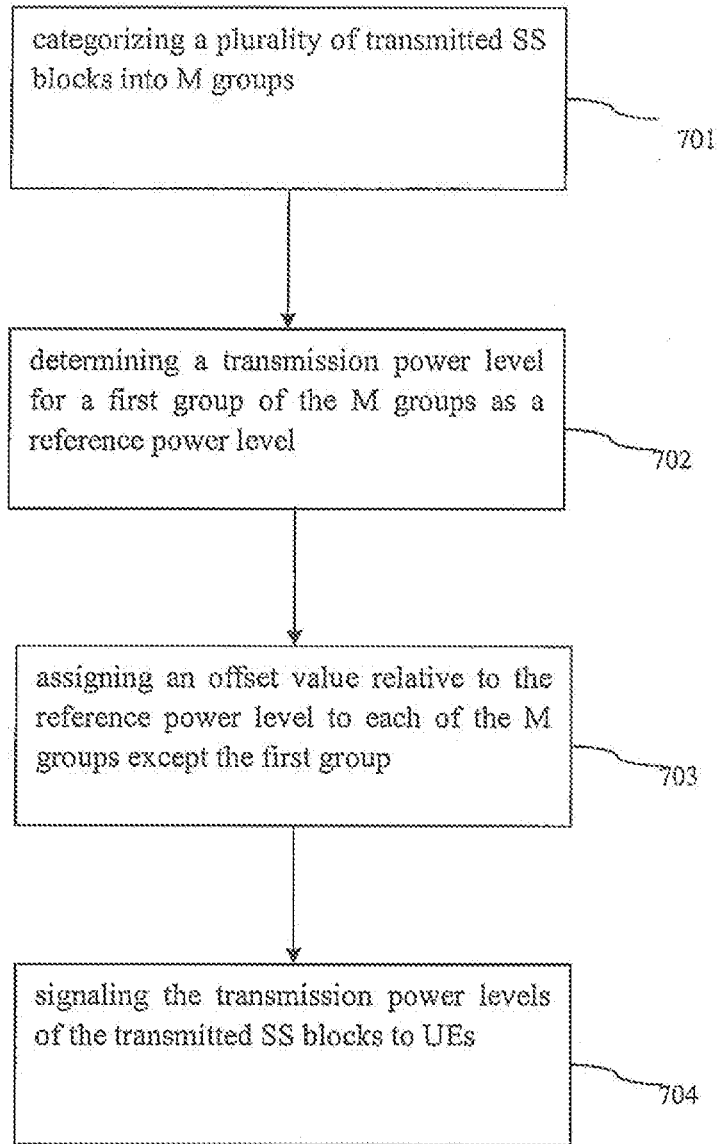 categorizing a plurality of transmitted SS
blocks into M groups
701
determining a transmission power level
for a first group of the M groups as a
reference power level
702
assigning an offset value relative to the
reference power level to each of the M
groups except the first group
703
signaling the transmission power levels
of the transmitted SS blocks to UEs
704